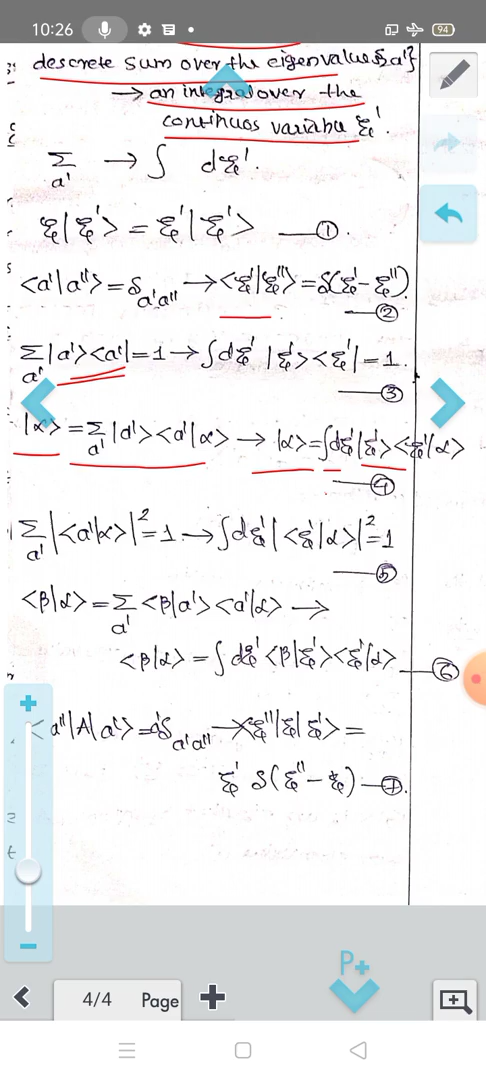 10:26
94
descrete sum over the eigenvalues {a'}
→ an integral over the
continuos variable ξ'.
∑a' → ∫ dξ'.
ξ|ξ'> = ξ'|ξ'> —①
<a'|a''> = δa'a'' → <ξ'|ξ''> = δ(ξ'-ξ'')
—②
∑a' |a'><a'| = 1 → ∫dξ' |ξ'><ξ'| = 1.
—③
|α> = ∑a' |a'><a'|α> → |α> = ∫dξ'|ξ'><ξ'|α>
—④
∑a' |<a'|α>|² = 1 → ∫dξ'|<ξ'|α>|² = 1
—⑤
<β|α> = ∑a' <β|a'><a'|α> →
<β|α> = ∫dξ'<β|ξ'><ξ'|α> —⑥
<a''|A|a'> = a'δa'a'' → <ξ''|ξ|ξ'> =
ξ' δ(ξ''-ξ) —⑦.
P+
4/4 Page